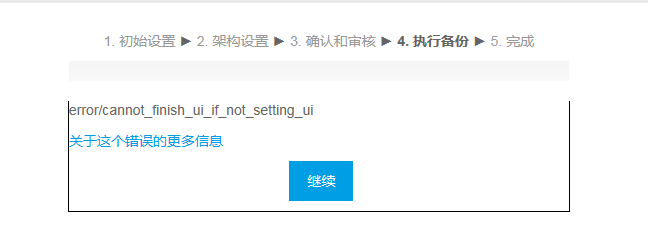 1. 初始设置 ► 2. 架构设置 ► 3. 确认和审核 ► 4. 执行备份 ► 5. 完成
error/cannot_finish_ui_if_not_setting_ui
关于这个错误的更多信息
继续